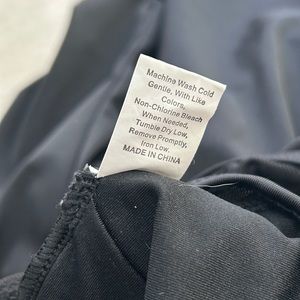 Machine Wash Cold
Gentle, With Like
Colors,
Non-Chlorine Bleach
When Needed,
Tumble Dry Low,
Remove Promptly,
Iron Low.
MADE IN CHINA